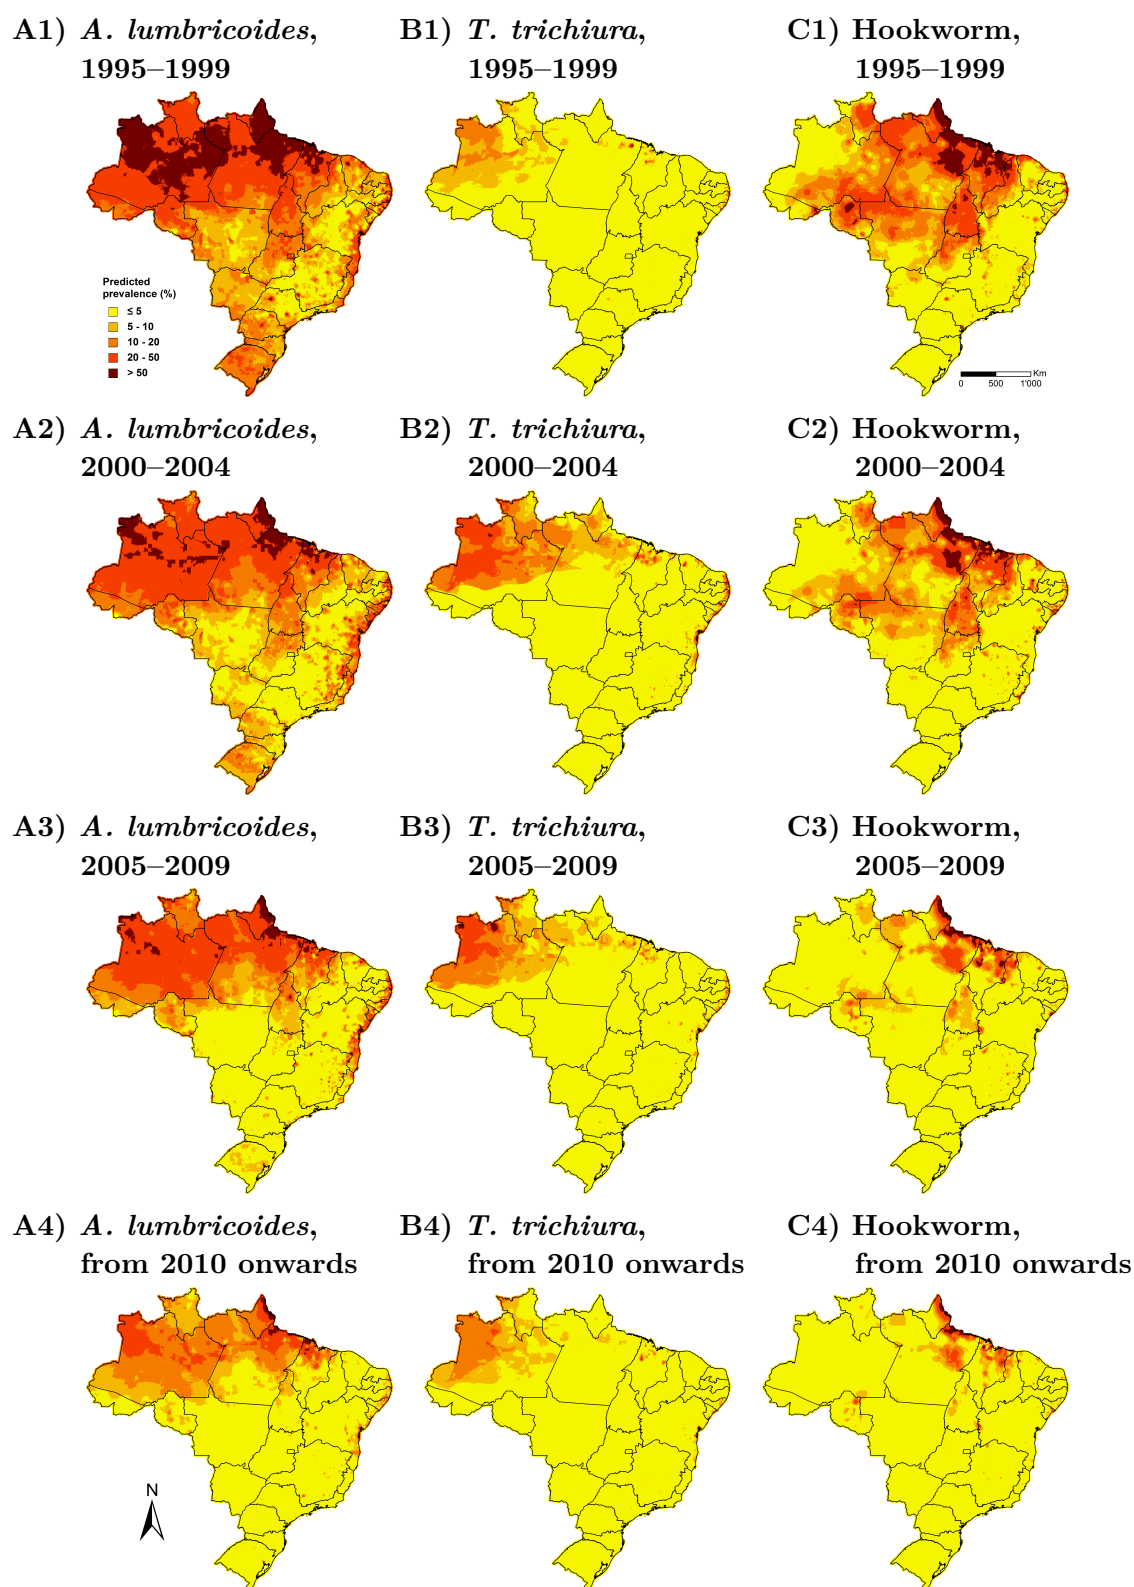 A1) A. lumbricoides,
1995–1999
B1) T. trichiura,
1995–1999
C1) Hookworm,
1995–1999
Predicted
prevalence (%)
≤ 5
5 - 10
10 - 20
20 - 50
> 50
Km
0 500 1'000
A2) A. lumbricoides,
2000–2004
B2) T. trichiura,
2000–2004
C2) Hookworm,
2000–2004
A3) A. lumbricoides,
2005–2009
B3) T. trichiura,
2005–2009
C3) Hookworm,
2005–2009
A4) A. lumbricoides,
from 2010 onwards
B4) T. trichiura,
from 2010 onwards
C4) Hookworm,
from 2010 onwards
N